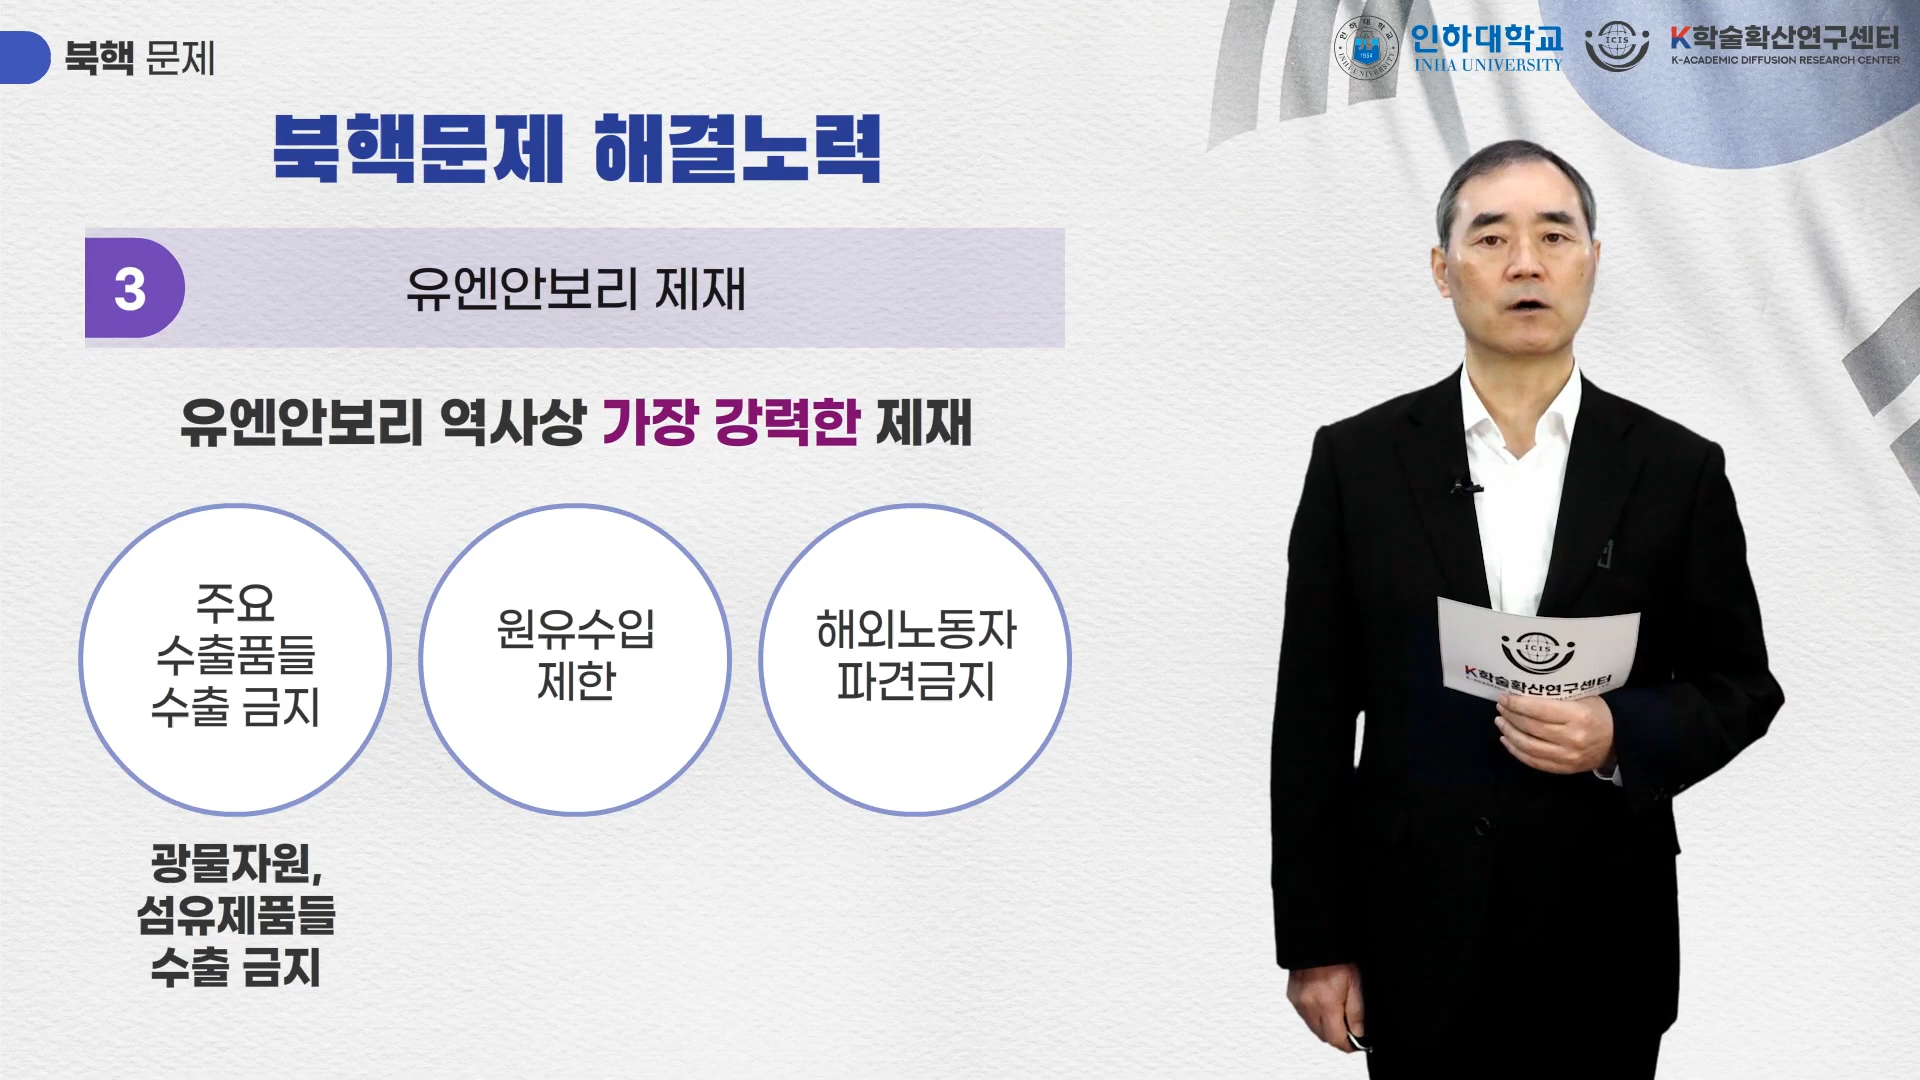 북핵 문제
인하대학교
INHA UNIVERSITY
1954
ICIS
K학술확산연구센터
K-ACADEMIC DIFFUSION RESEARCH CENTER
북핵문제 해결노력
3
유엔안보리 제재
유엔안보리 역사상 가장 강력한 제재
주요
수출품들
수출 금지
원유수입
제한
해외노동자
파견금지
광물자원,
섬유제품들
수출 금지
ICIS
K학술확산연구센터